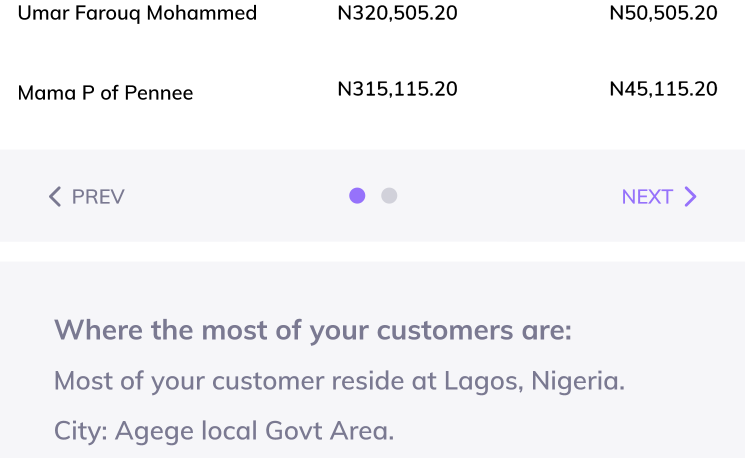 Umar Farouq Mohammed N320,505.20 N50,505.20
Mama P of Pennee N315,115.20 N45,115.20
PREV NEXT
Where the most of your customers are:
Most of your customer reside at Lagos, Nigeria.
City: Agege local Govt Area.